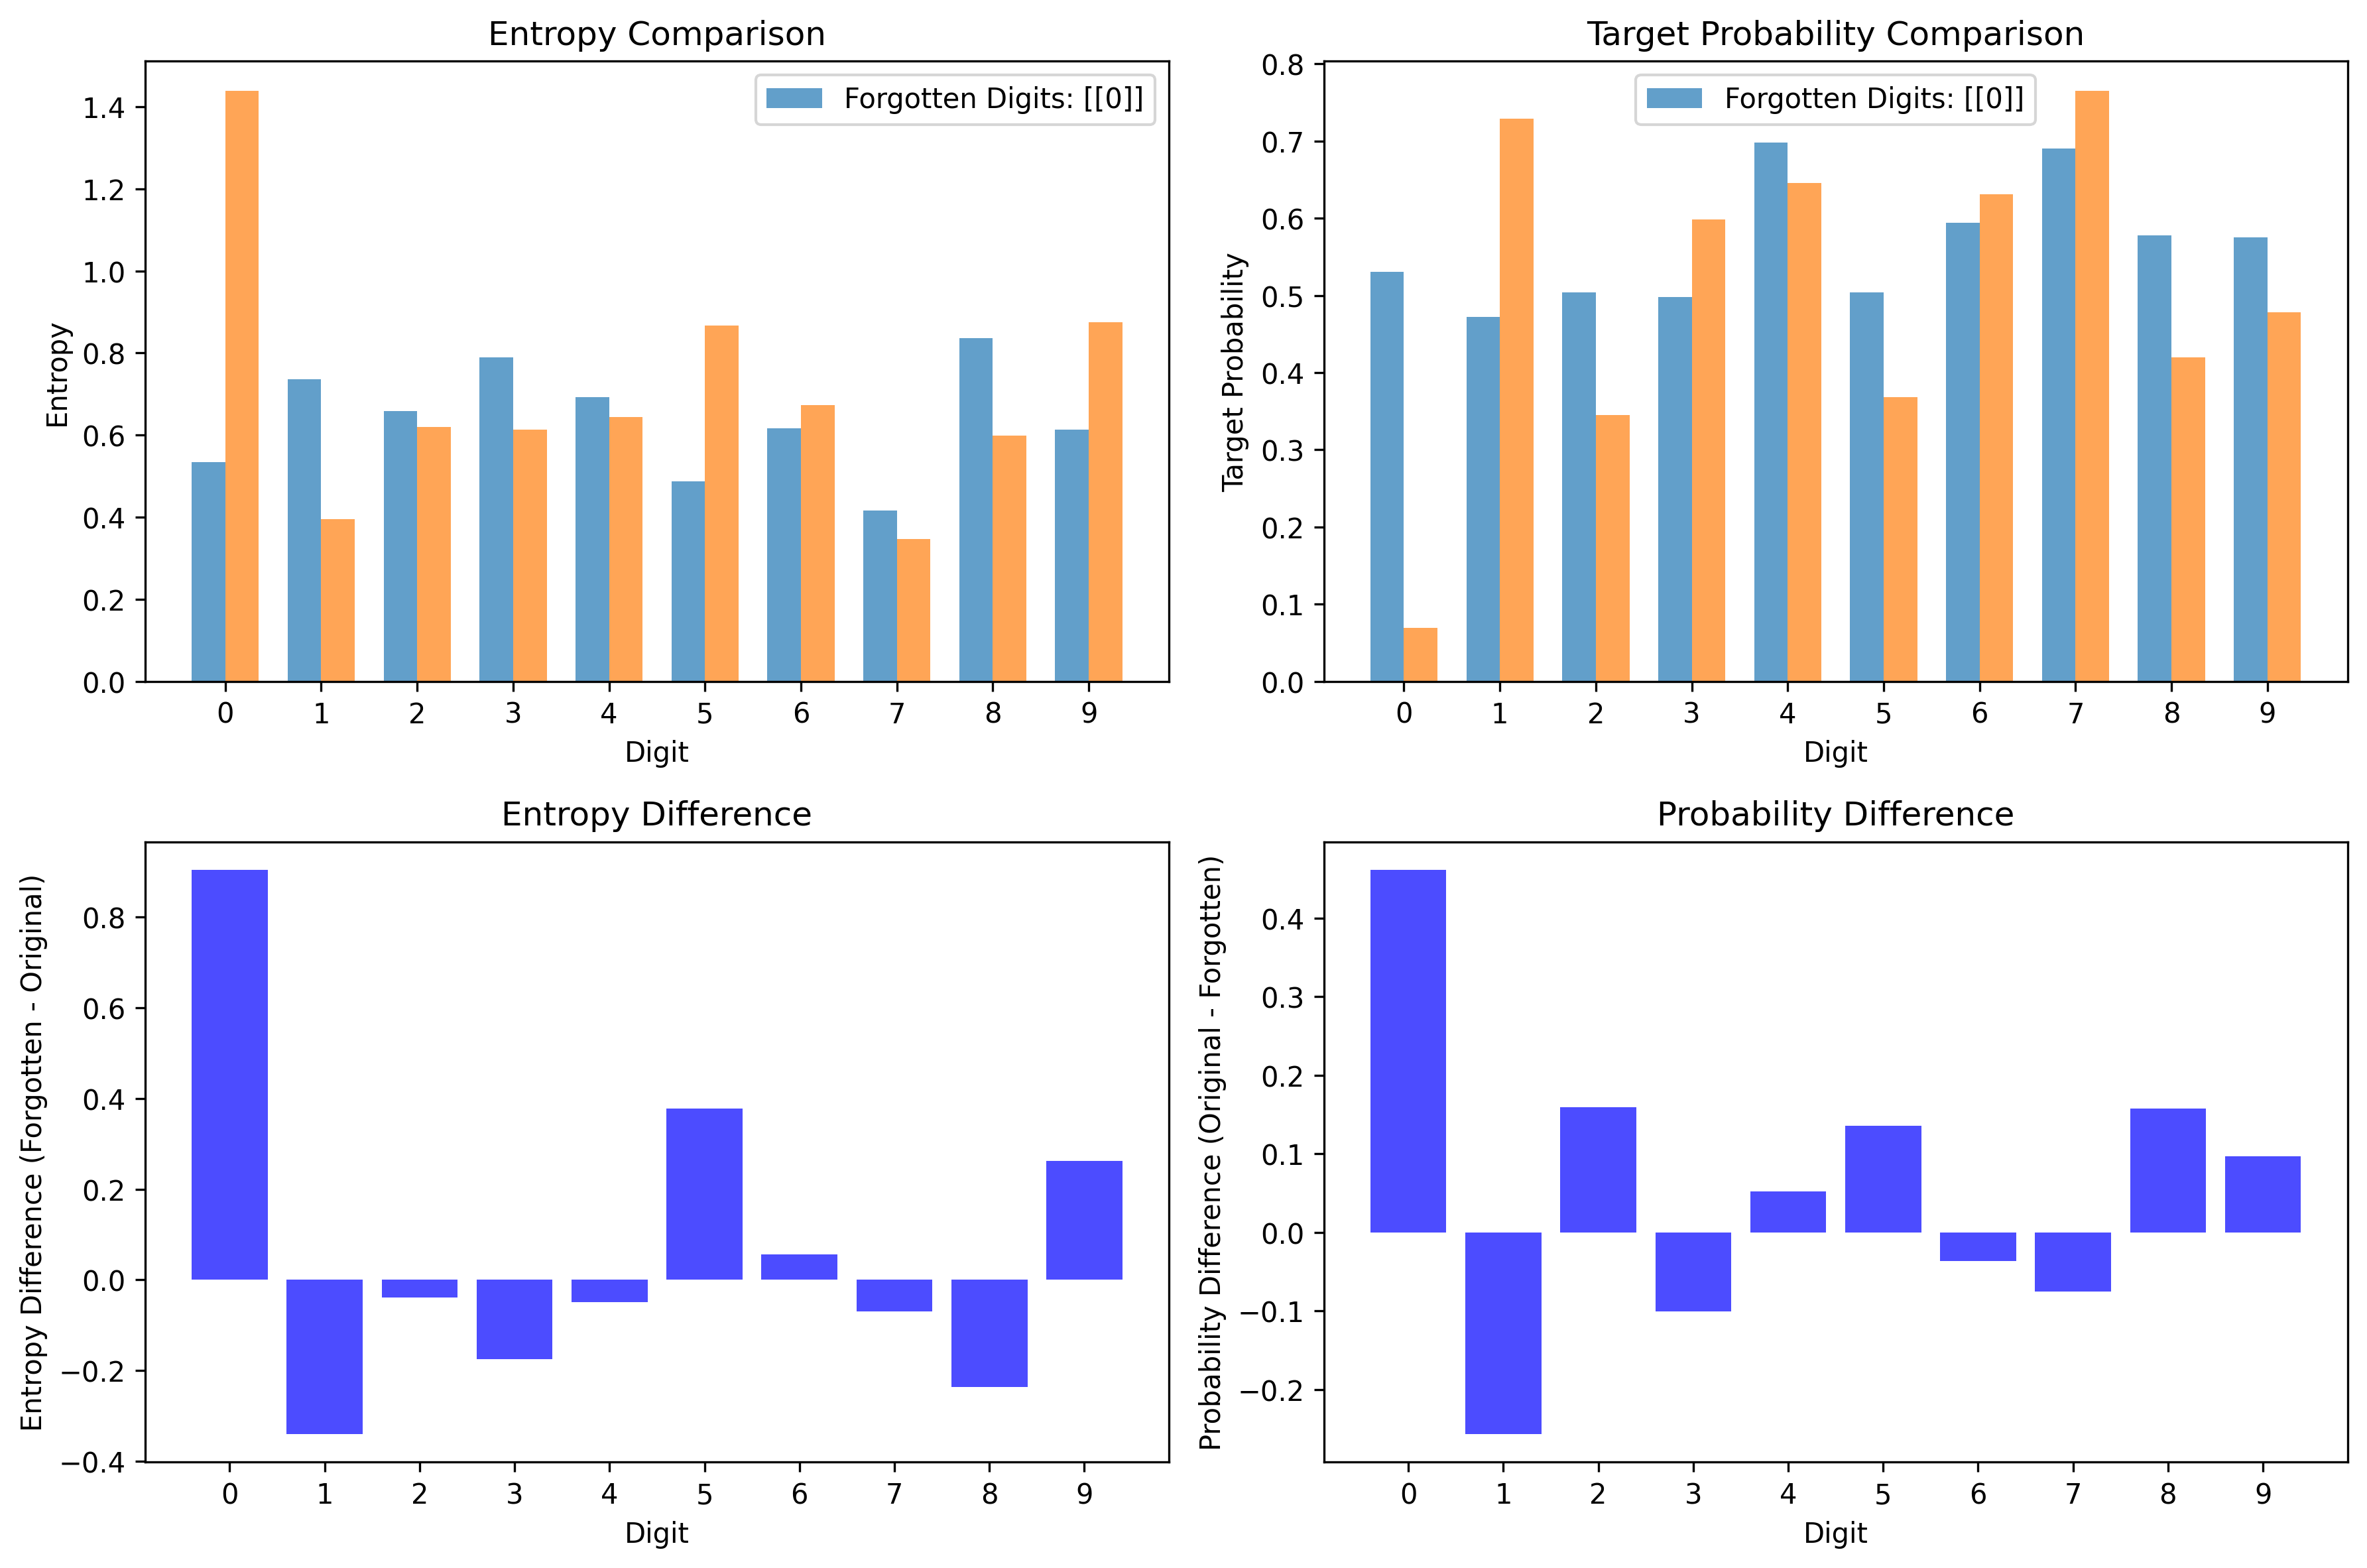 Entropy Comparison
Forgotten Digits: [[0]]
Entropy
1.4
1.2
1.0
0.8
0.6
0.4
0.2
0.0
0 1 2 3 4 5 6 7 8 9
Digit
Target Probability Comparison
Forgotten Digits: [[0]]
Target Probability
0.8
0.7
0.6
0.5
0.4
0.3
0.2
0.1
0.0
0 1 2 3 4 5 6 7 8 9
Digit
Entropy Difference
Entropy Difference (Forgotten - Original)
0.8
0.6
0.4
0.2
0.0
−0.2
−0.4
0 1 2 3 4 5 6 7 8 9
Digit
Probability Difference
Probability Difference (Original - Forgotten)
0.4
0.3
0.2
0.1
0.0
−0.1
−0.2
0 1 2 3 4 5 6 7 8 9
Digit